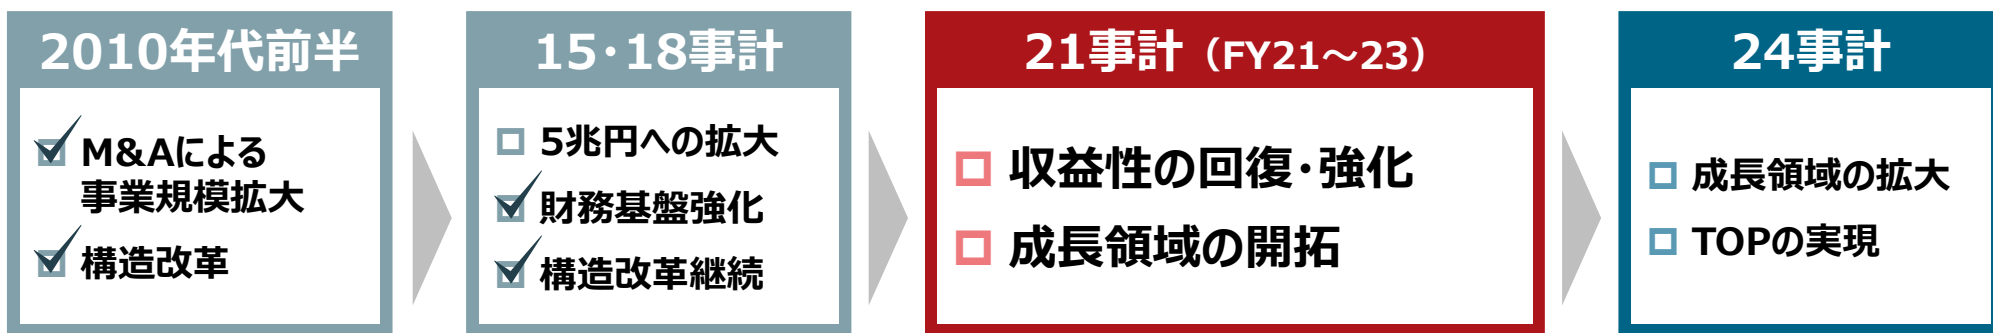 2010年代前半
M&Aによる
事業規模拡大
構造改革
15・18事計
5兆円への拡大
財務基盤強化
構造改革継続
21事計（FY21～23）
収益性の回復・強化
成長領域の開拓
24事計
成長領域の拡大
TOPの実現